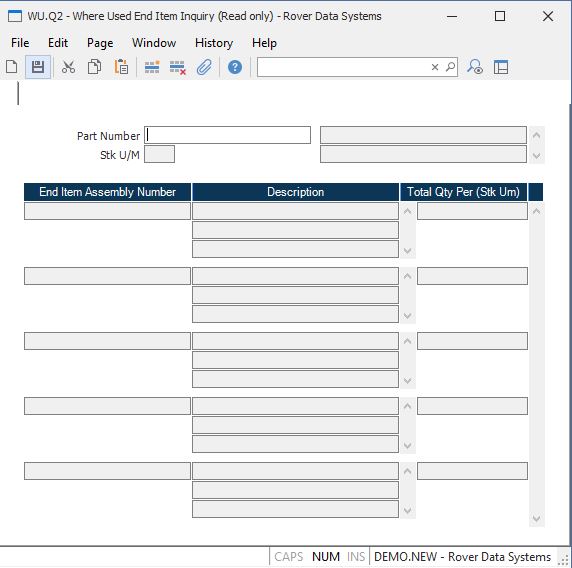 WU.Q2 - Where Used End Item Inquiry (Read only) - Rover Data Systems
File Edit Page Window History Help
Part Number
Stk U/M
End Item Assembly Number Description Total Qty Per (Stk Um)
CAPS NUM INS DEMO.NEW - Rover Data Systems